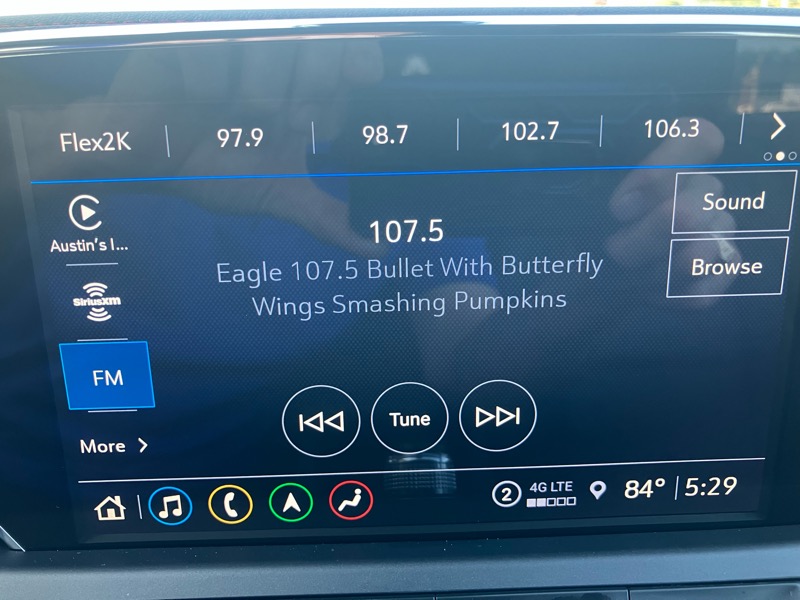 Flex2K 97.9 98.7 102.7 106.3
Austin's I...
107.5
Sound
Eagle 107.5 Bullet With Butterfly
Wings Smashing Pumpkins
Browse
SiriusXM
FM
Tune
More
2 4G LTE 84° 5:29